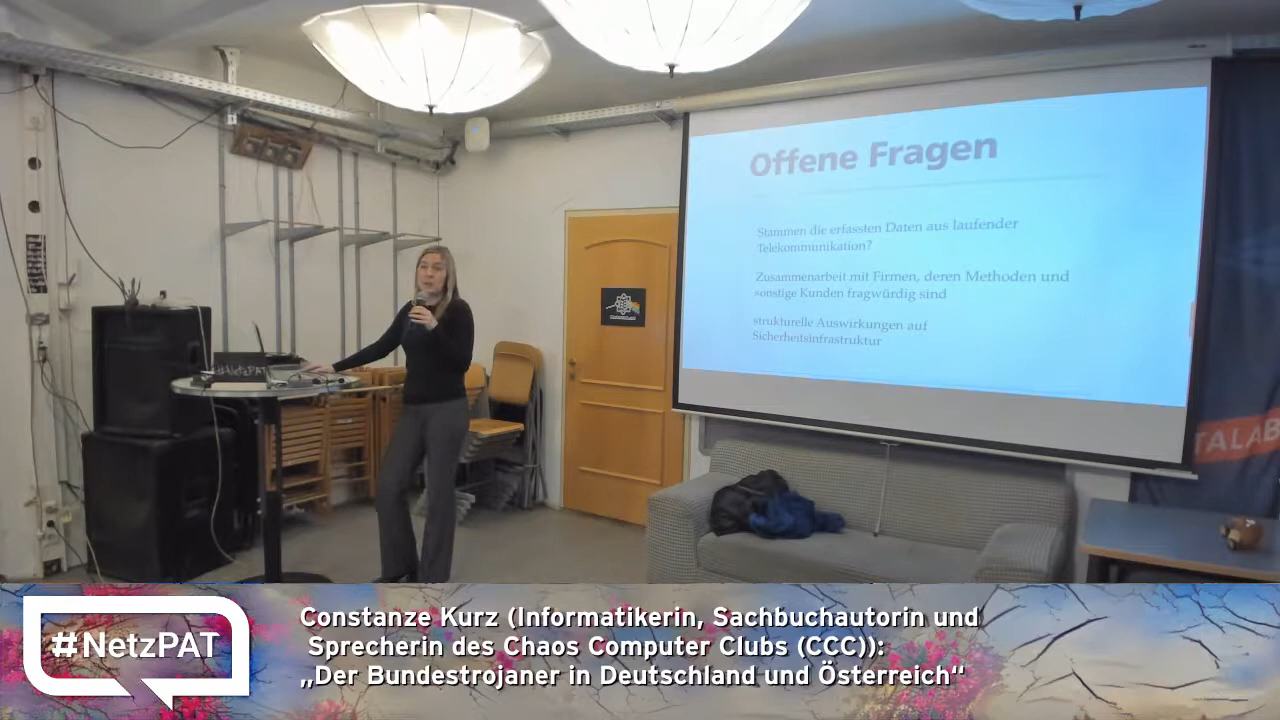 Offene Fragen
Stammen die erfassten Daten aus laufender
Telekommunikation?
Zusammenarbeit mit Firmen, deren Methoden und
sonstige Kunden fragwürdig sind
strukturelle Auswirkungen auf
Sicherheitsinfrastruktur
#NetzPAT
TALAB
#NetzPAT
Constanze Kurz (Informatikerin, Sachbuchautorin und
Sprecherin des Chaos Computer Clubs (CCC)):
„Der Bundestrojaner in Deutschland und Österreich“